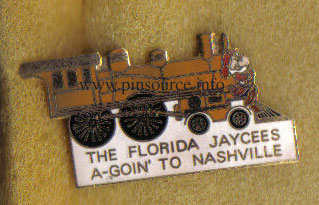 www.pinsource.info
THE FLORIDA JAYCEES
A-GOIN' TO NASHVILLE